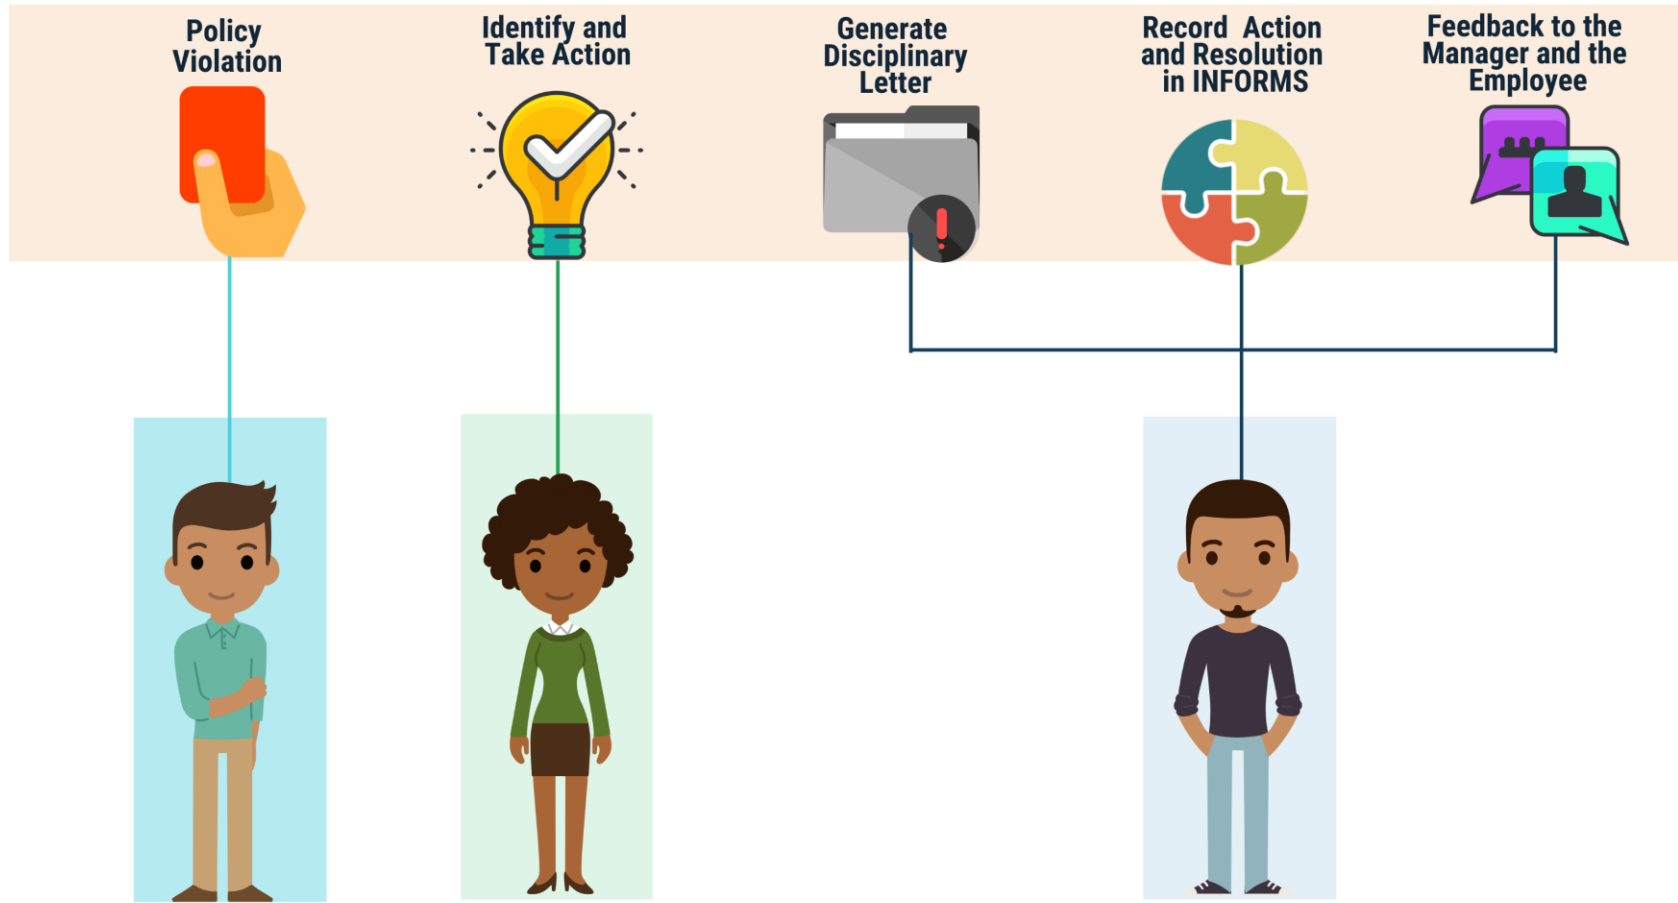 Policy
Violation
Identify and
Take Action
Generate
Disciplinary
Letter
Record Action
and Resolution
in INFORMS
Feedback to the
Manager and the
Employee